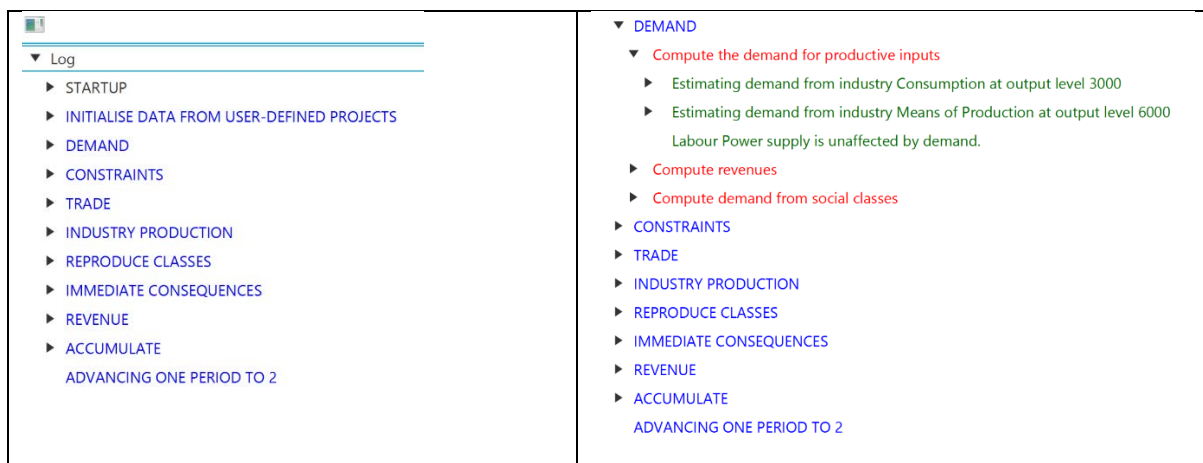 Log
STARTUP
INITIALISE DATA FROM USER-DEFINED PROJECTS
DEMAND
CONSTRAINTS
TRADE
INDUSTRY PRODUCTION
REPRODUCE CLASSES
IMMEDIATE CONSEQUENCES
REVENUE
ACCUMULATE
ADVANCING ONE PERIOD TO 2
DEMAND
Compute the demand for productive inputs
Estimating demand from industry Consumption at output level 3000
Estimating demand from industry Means of Production at output level 6000
Labour Power supply is unaffected by demand.
Compute revenues
Compute demand from social classes
CONSTRAINTS
TRADE
INDUSTRY PRODUCTION
REPRODUCE CLASSES
IMMEDIATE CONSEQUENCES
REVENUE
ACCUMULATE
ADVANCING ONE PERIOD TO 2